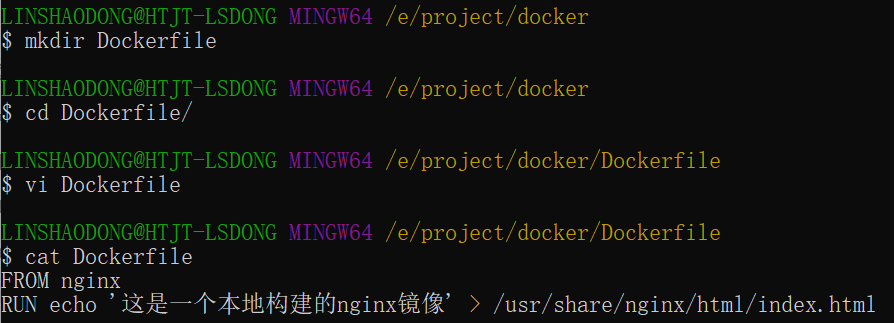 LINSHAODONG@HTJT-LSDONG MINGW64 /e/project/docker
$ mkdir Dockerfile
LINSHAODONG@HTJT-LSDONG MINGW64 /e/project/docker
$ cd Dockerfile/
LINSHAODONG@HTJT-LSDONG MINGW64 /e/project/docker/Dockerfile
$ vi Dockerfile
LINSHAODONG@HTJT-LSDONG MINGW64 /e/project/docker/Dockerfile
$ cat Dockerfile
FROM nginx
RUN echo '这是一个本地构建的nginx镜像' > /usr/share/nginx/html/index.html